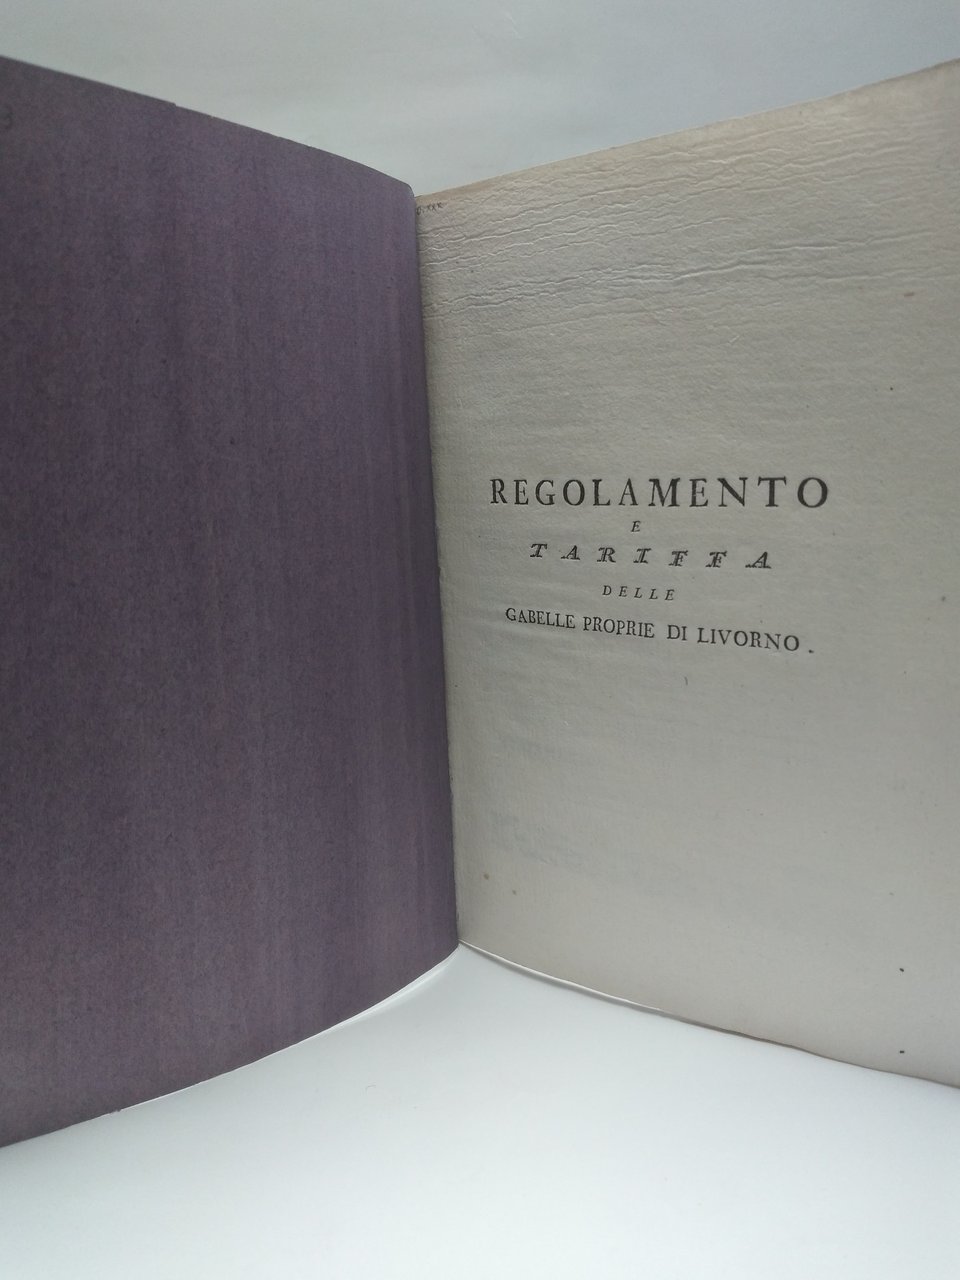 REGOLAMENTO
E
TARIFFA
DELLE
GABELLE PROPRIE DI LIVORNO .